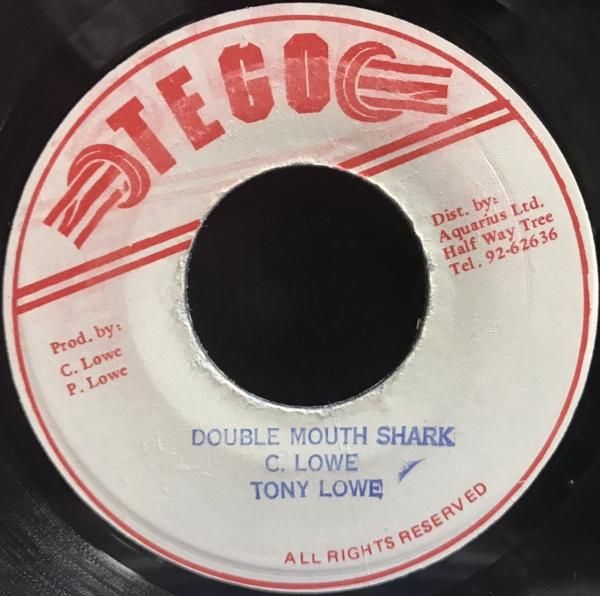 TEGO
Dist. by:
Aquarius Ltd.
Half Way Tree
Tel. 92-62636
Prod. by:
C. Lowe
P. Lowe
DOUBLE MOUTH SHARK
C. LOWE
TONY LOWE
ALL RIGHTS RESERVED